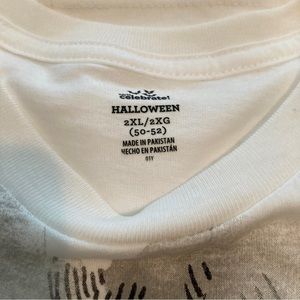 celebrate!
HALLOWEEN
2XL/2XG
(50-52)
MADE IN PAKISTAN
HECHO EN PAKISTÁN